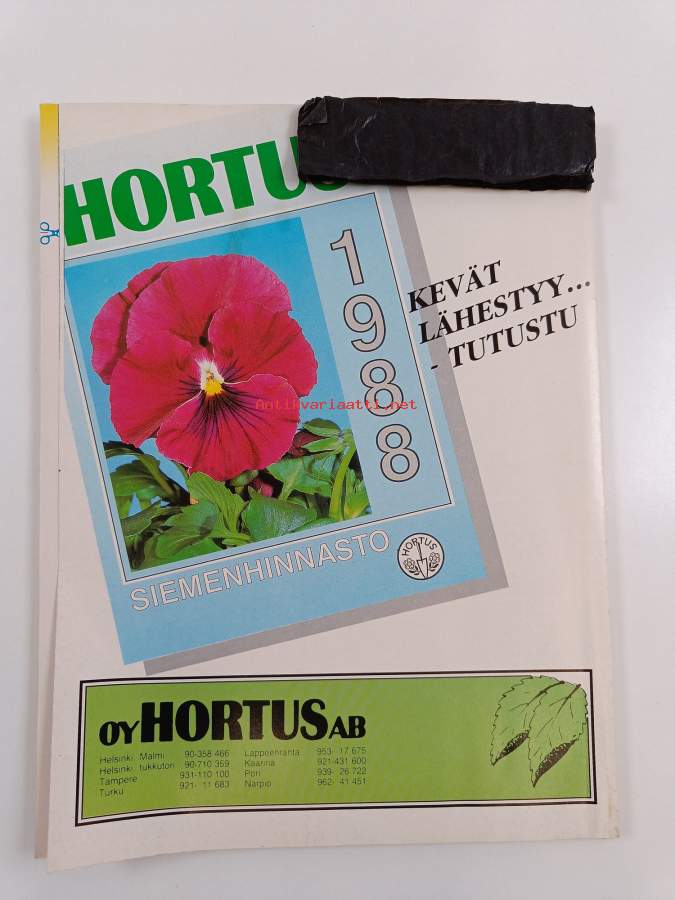 HORTUS
1988
KEVÄT
LÄHESTYY...
- TUTUSTU
Antikvariaatti.net
SIEMENHINNASTO
HORTUS
OY HORTUS AB
Helsinki, Malmi 90-358 466 Lappeenranta 953- 17 675
Helsinki, tukkutori 90-710 359 Kaarina 921-431 600
Tampere 931-110 100 Pori 939- 26 722
Turku 921- 11 683 Närpiö 962- 41 451